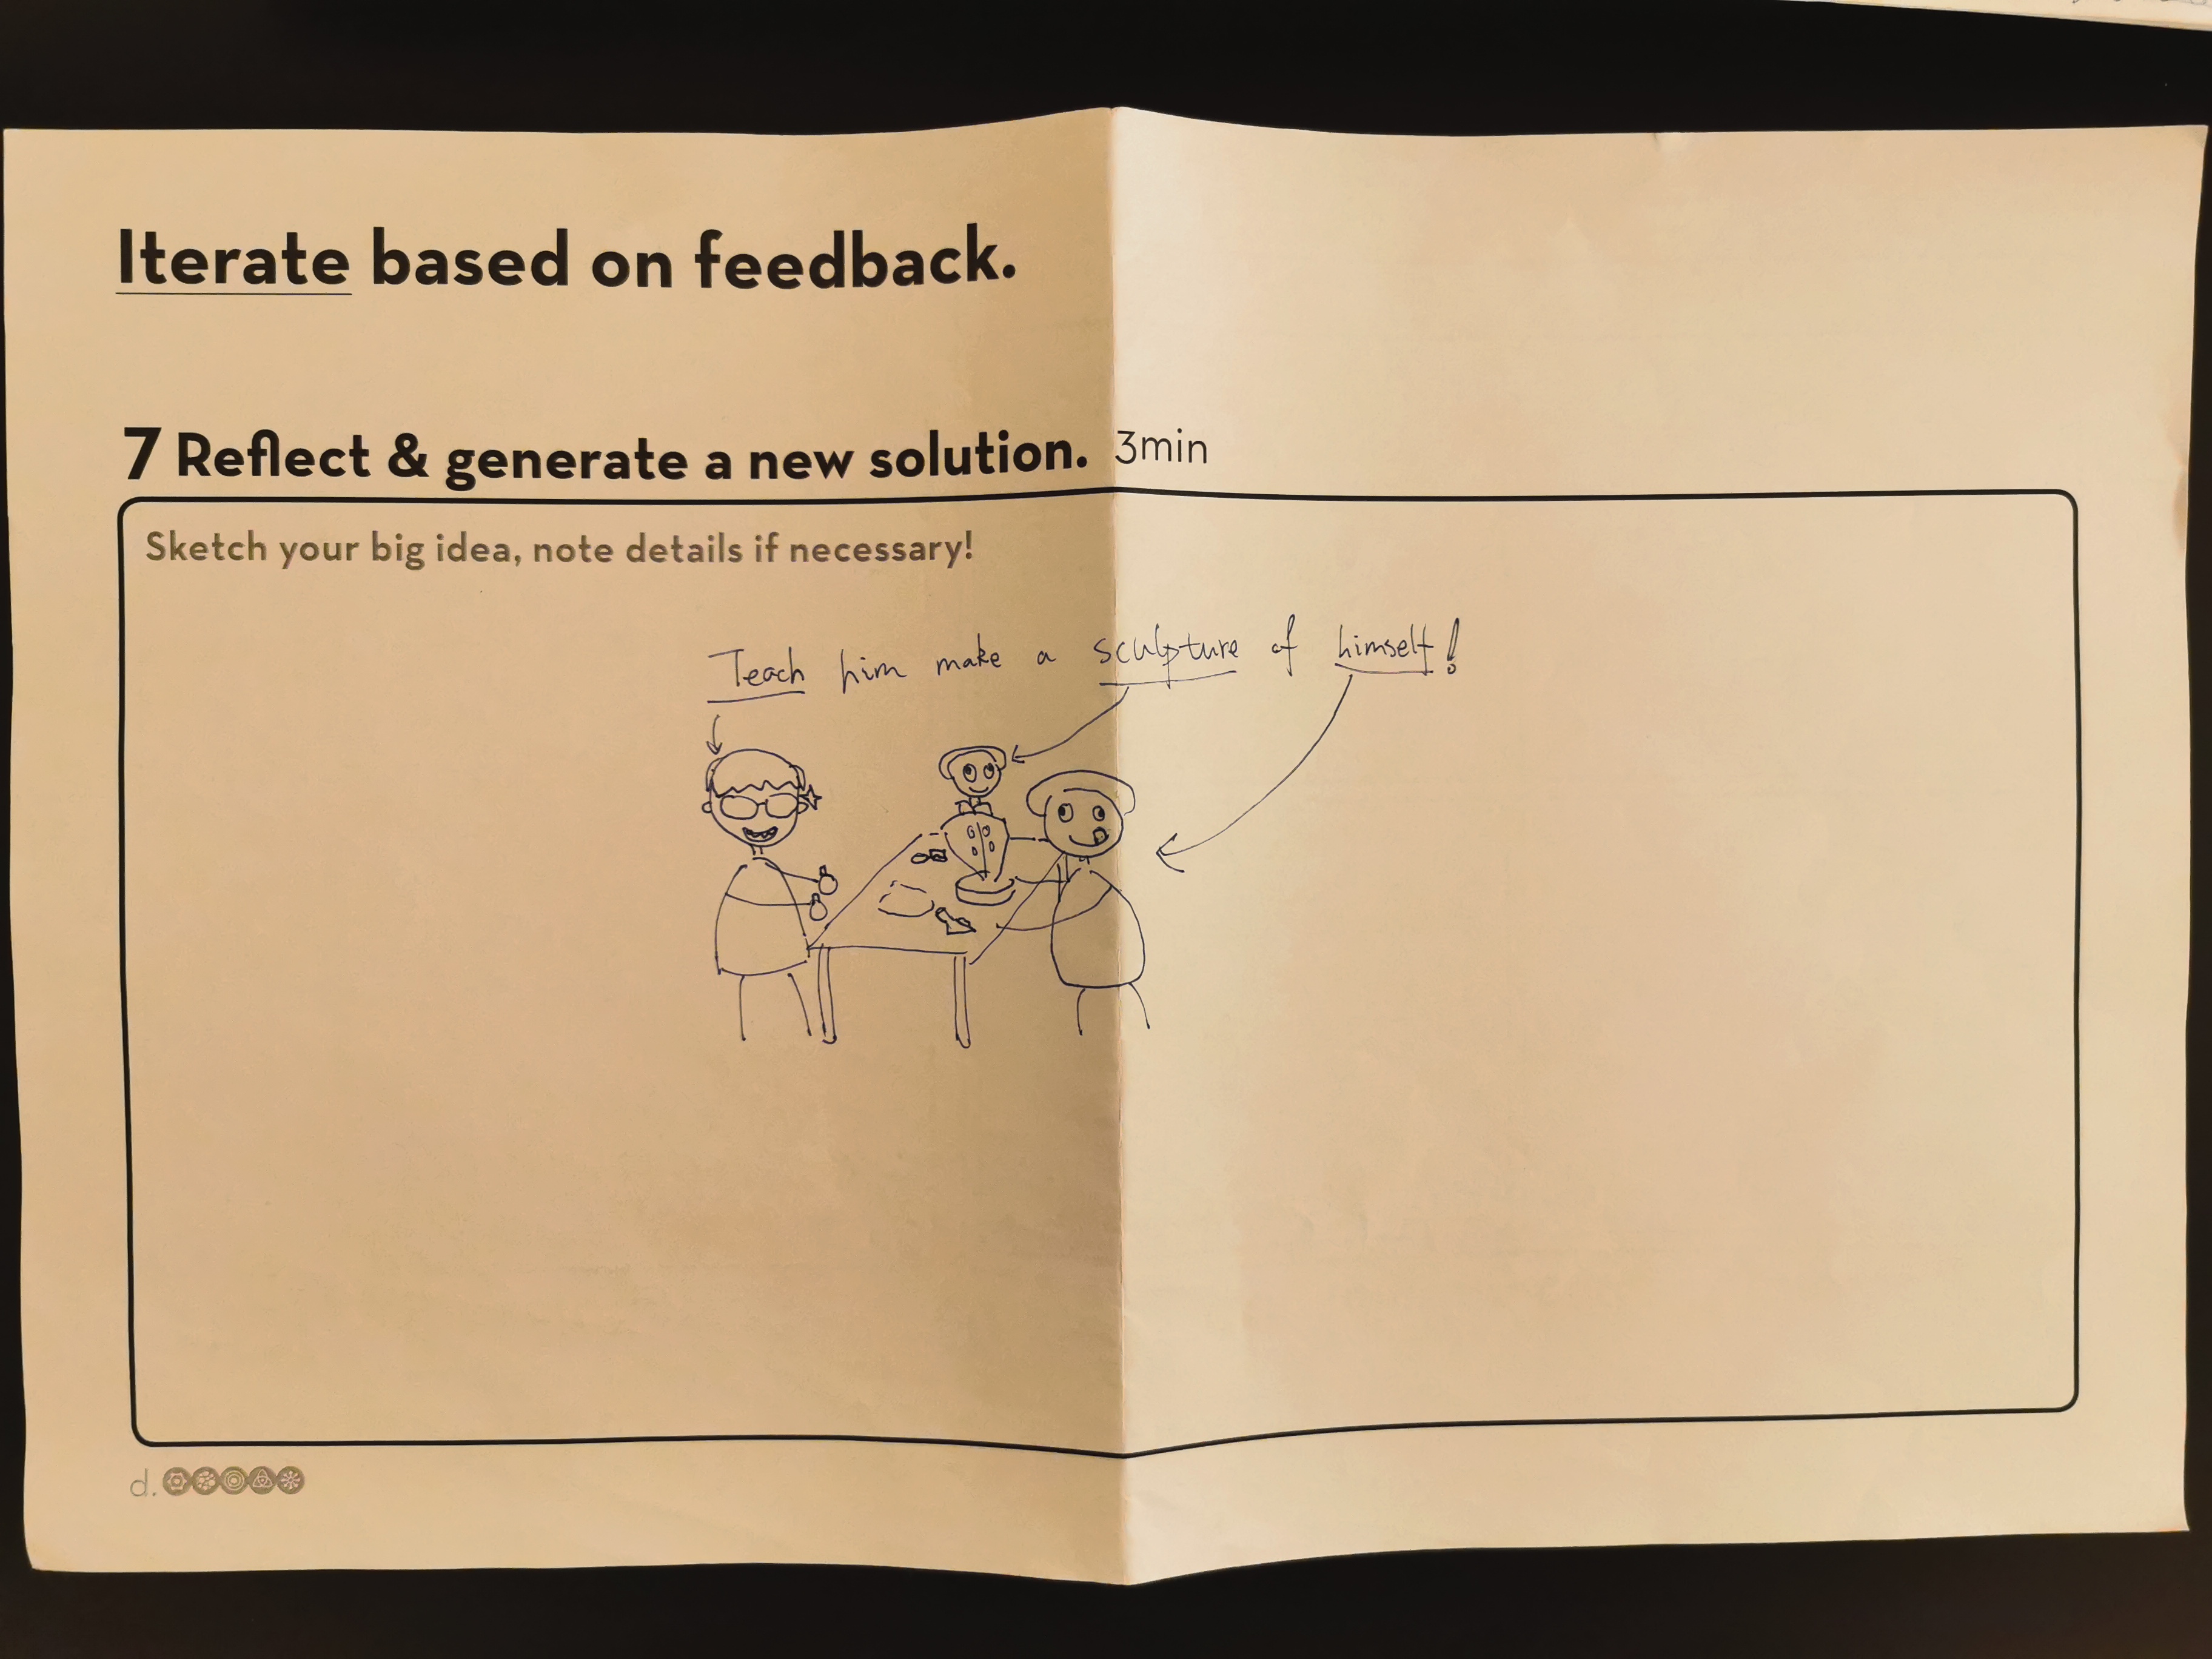 Iterate based on feedback.
7 Reflect & generate a new solution. 3min
Sketch your big idea, note details if necessary!
Teach him make a sculpture of himself!
d.